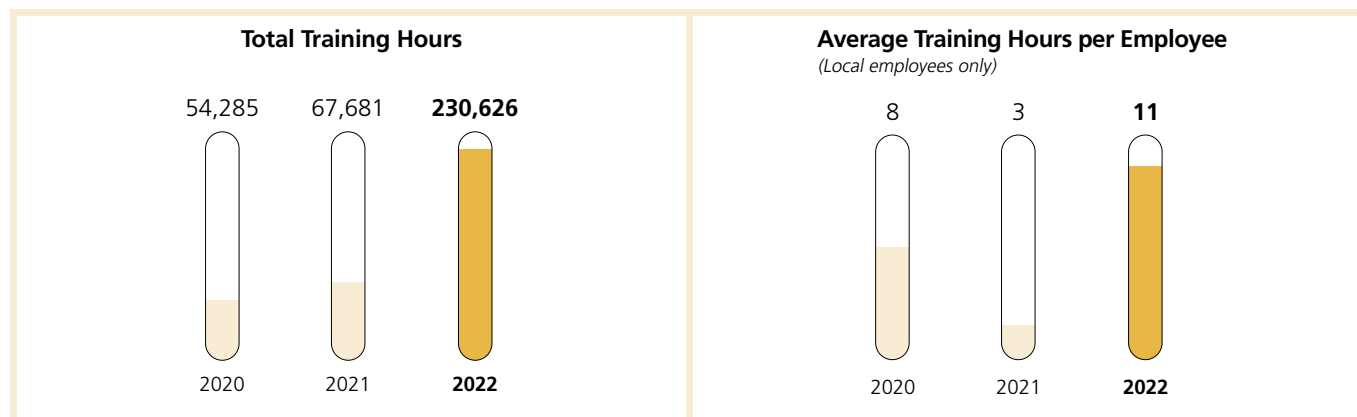 Total Training Hours
54,285 67,681 230,626
2020 2021 2022
Average Training Hours per Employee
(Local employees only)
8 3 11
2020 2021 2022